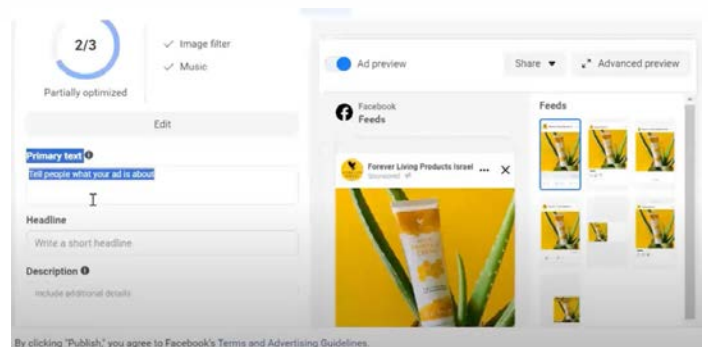 2/3
Partially optimized
Image filter
Music
Edit
Primary text
Tell people what your ad is about
Headline
Write a short headline
Description
Include additional details
Ad preview
Share
Advanced preview
Facebook
Feeds
Forever Living Products Israel
Sponsored
Feeds
By clicking "Publish," you agree to Facebook's Terms and Advertising Guidelines.